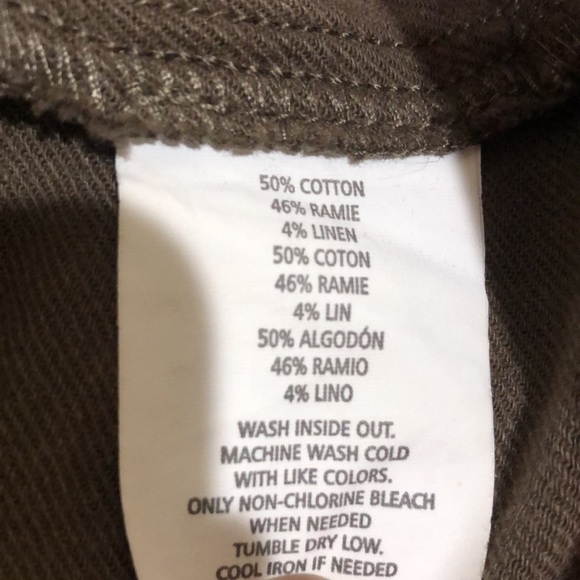 50% COTTON
46% RAMIE
4% LINEN
50% COTON
46% RAMIE
4% LIN
50% ALGODÓN
46% RAMIO
4% LINO
WASH INSIDE OUT.
MACHINE WASH COLD
WITH LIKE COLORS.
ONLY NON-CHLORINE BLEACH
WHEN NEEDED
TUMBLE DRY LOW.
COOL IRON IF NEEDED